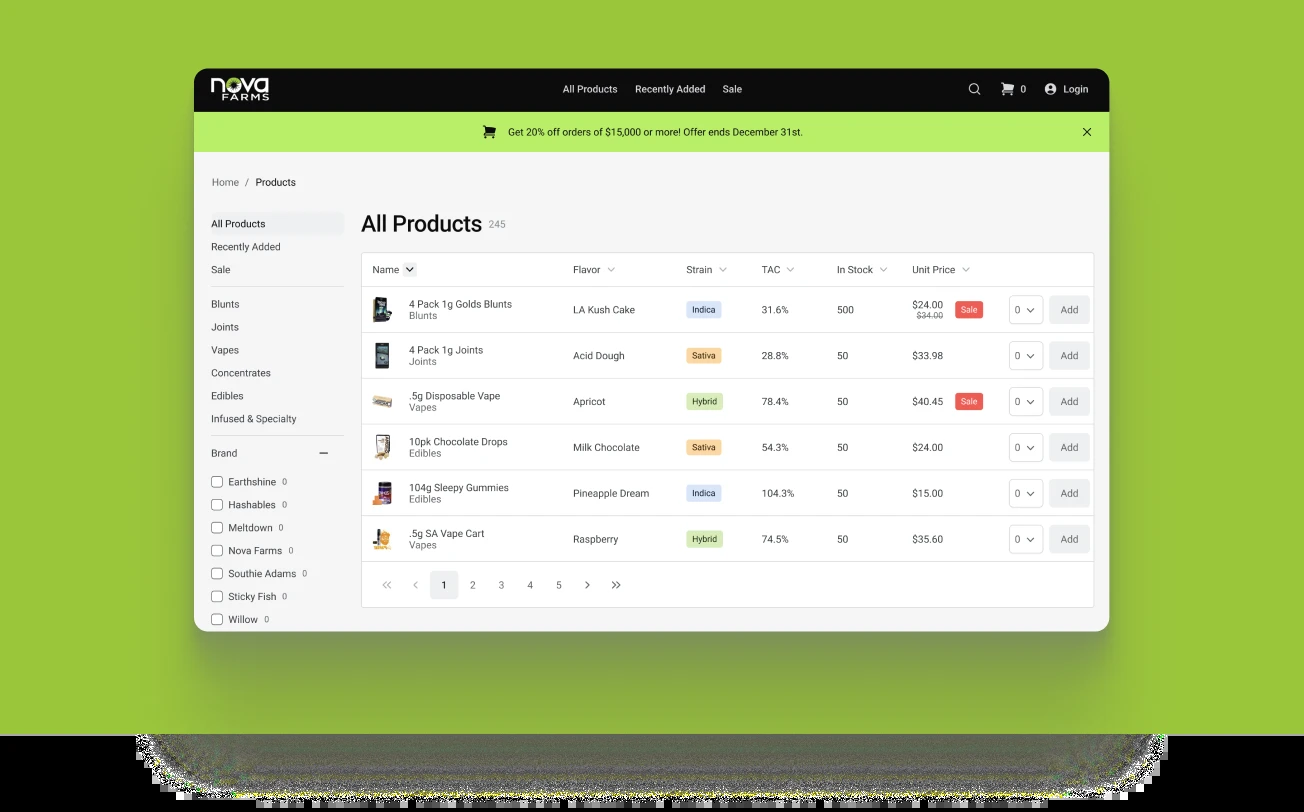 nova
FARMS
All Products Recently Added Sale
0 Login
Get 20% off orders of $15,000 or more! Offer ends December 31st.
Home / Products
All Products
Recently Added
Sale
Blunts
Joints
Vapes
Concentrates
Edibles
Infused & Specialty
Brand
Earthshine 0
Hashables 0
Meltdown 0
Nova Farms 0
Southie Adams 0
Sticky Fish 0
Willow 0
All Products 245
Name Flavor Strain TAC In Stock Unit Price
4 Pack 1g Golds Blunts
Blunts
LA Kush Cake Indica 31.6% 500 $24.00 $34.00 Sale 0 Add
4 Pack 1g Joints
Joints
Acid Dough Sativa 28.8% 50 $33.98 0 Add
.5g Disposable Vape
Vapes
Apricot Hybrid 78.4% 50 $40.45 Sale 0 Add
10pk Chocolate Drops
Edibles
Milk Chocolate Sativa 54.3% 50 $24.00 0 Add
104g Sleepy Gummies
Edibles
Pineapple Dream Indica 104.3% 50 $15.00 0 Add
.5g SA Vape Cart
Vapes
Raspberry Hybrid 74.5% 50 $35.60 0 Add
1 2 3 4 5